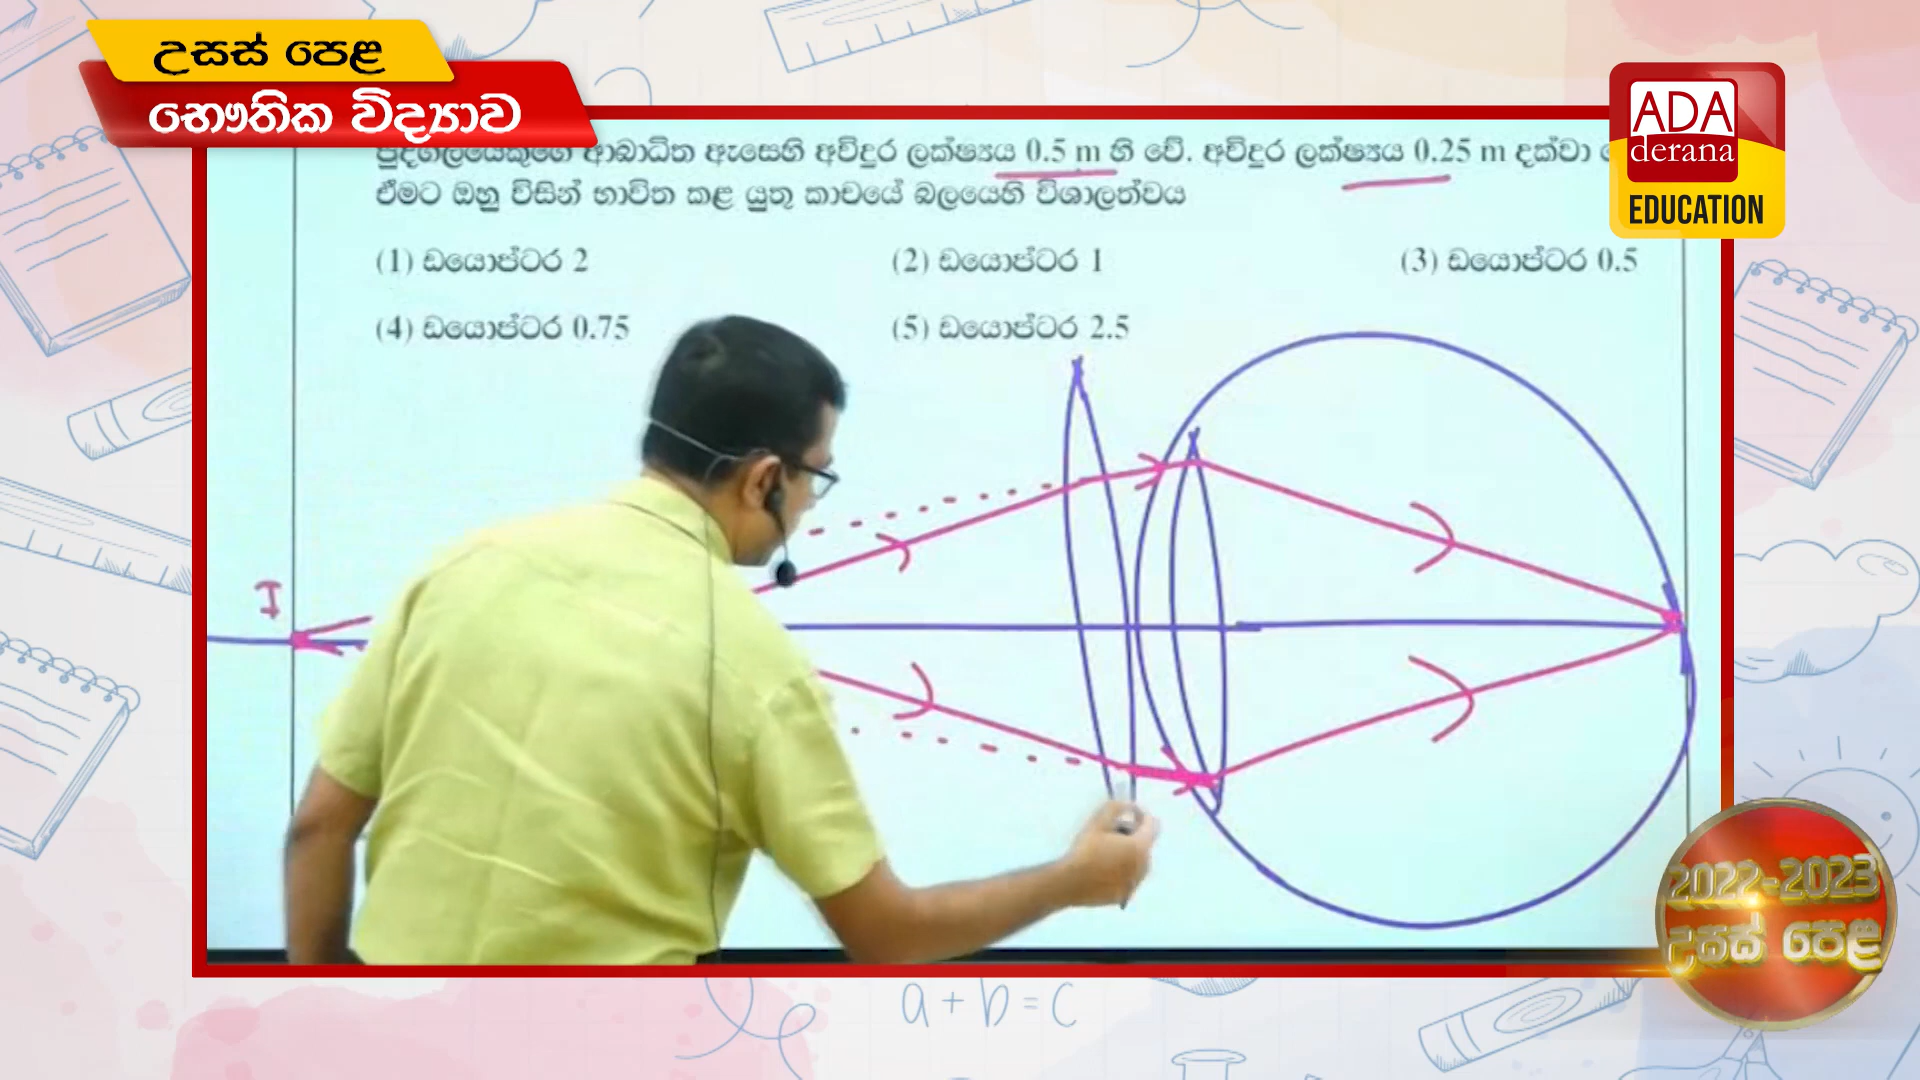 උසස් පෙළ
භෞතික විද්‍යාව
ADA
derana
EDUCATION
පුද්ගලයෙකුගේ ආබාධිත ඇසෙහි අවිදුර ලක්ෂ්‍යය 0.5 m හි වේ. අවිදුර ලක්ෂ්‍යය 0.25 m දක්වා
ඒමට ඔහු විසින් භාවිත කළ යුතු කාචයේ බලයෙහි විශාලත්වය
(1) ඩයොප්ටර 2 (2) ඩයොප්ටර 1 (3) ඩයොප්ටර 0.5
(4) ඩයොප්ටර 0.75 (5) ඩයොප්ටර 2.5
I
2022-2023
උසස් පෙළ
a + b = c